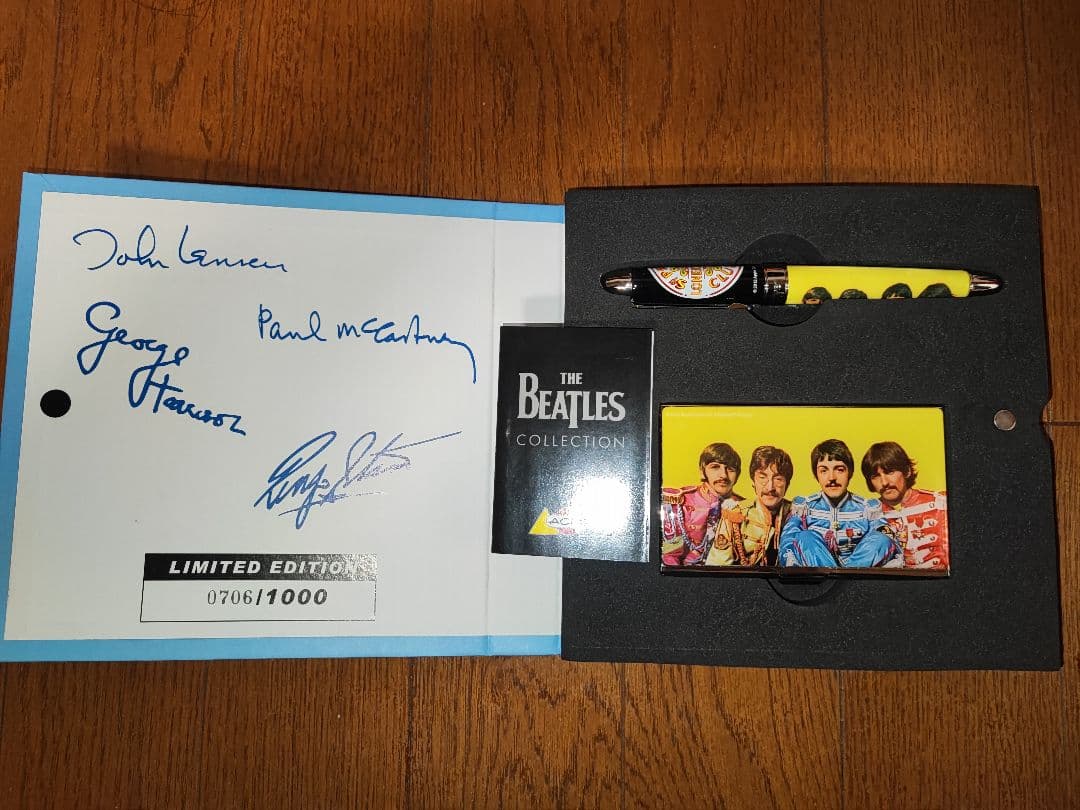 John Lennon
George
Harrison
Paul McCartney
Ringo Starr
LIMITED EDITION
0706/1000
THE
BEATLES
COLLECTION